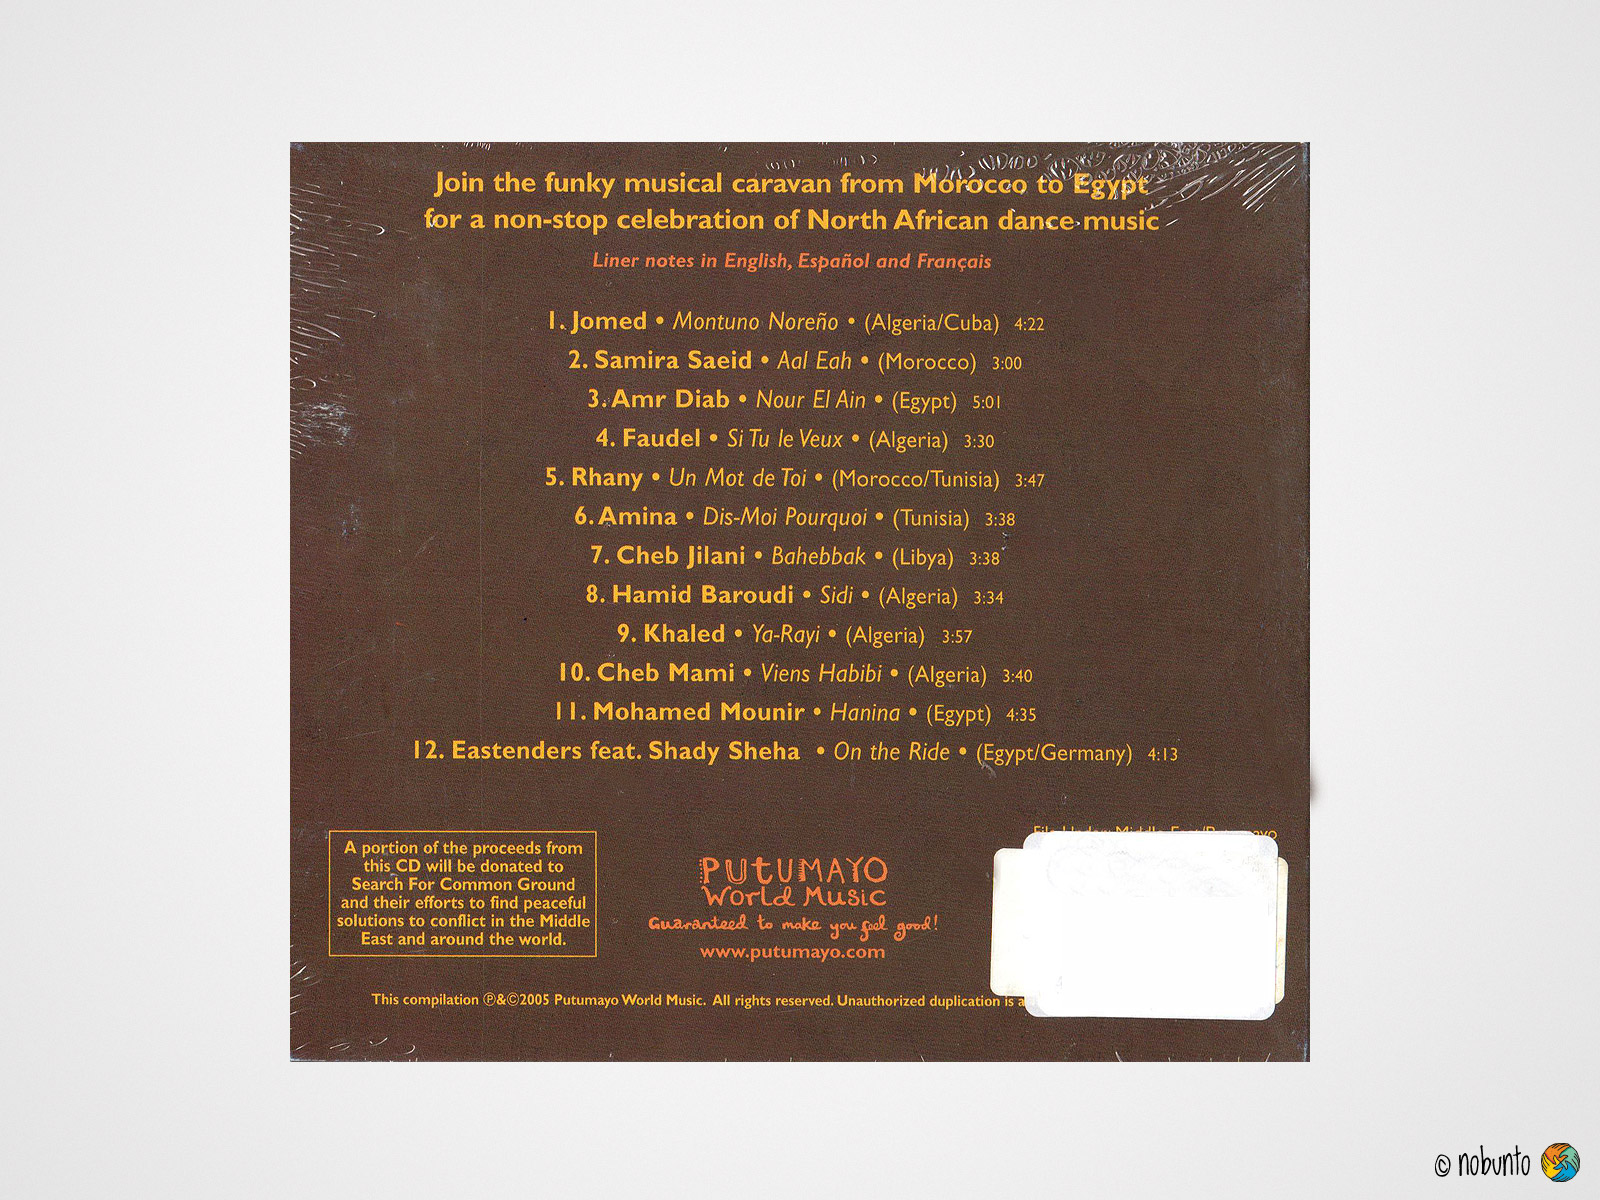 Join the funky musical caravan from Morocco to Egypt
for a non-stop celebration of North African dance music
Liner notes in English, Español and Français
1. Jomed • Montuno Noreño • (Algeria/Cuba) 4:22
2. Samira Saeid • Aal Eah • (Morocco) 3:00
3. Amr Diab • Nour El Ain • (Egypt) 5:01
4. Faudel • Si Tu le Veux • (Algeria) 3:30
5. Rhany • Un Mot de Toi • (Morocco/Tunisia) 3:47
6. Amina • Dis-Moi Pourquoi • (Tunisia) 3:38
7. Cheb Jilani • Bahebbak • (Libya) 3:38
8. Hamid Baroudi • Sidi • (Algeria) 3:34
9. Khaled • Ya-Rayi • (Algeria) 3:57
10. Cheb Mami • Viens Habibi • (Algeria) 3:40
11. Mohamed Mounir • Hanina • (Egypt) 4:35
12. Eastenders feat. Shady Sheha • On the Ride • (Egypt/Germany) 4:13
A portion of the proceeds from
this CD will be donated to
Search For Common Ground
and their efforts to find peaceful
solutions to conflict in the Middle
East and around the world.
PUTUMAYO
World Music
Guaranteed to make you feel good!
www.putumayo.com
This compilation ℗&©2005 Putumayo World Music. All rights reserved. Unauthorized duplication is a
© nobunto